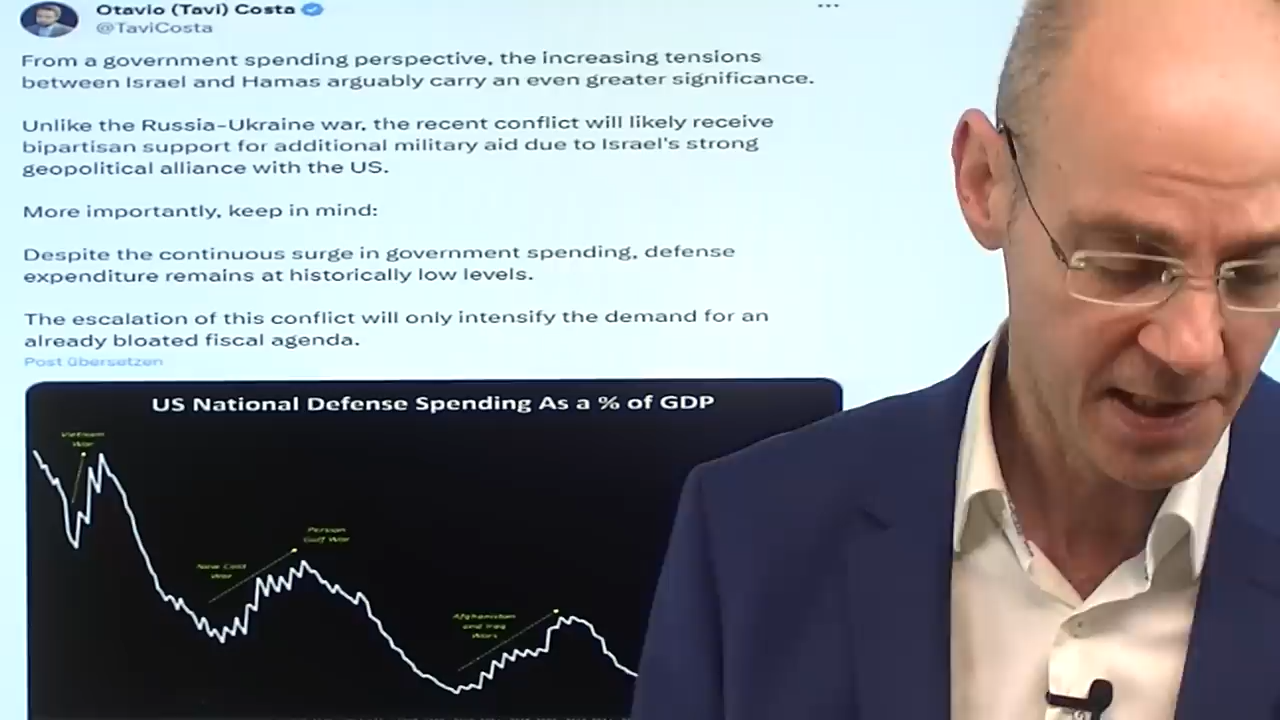 Otavio (Tavi) Costa
@TaviCosta
From a government spending perspective, the increasing tensions
between Israel and Hamas arguably carry an even greater significance.
Unlike the Russia-Ukraine war, the recent conflict will likely receive
bipartisan support for additional military aid due to Israel's strong
geopolitical alliance with the US.
More importantly, keep in mind:
Despite the continuous surge in government spending, defense
expenditure remains at historically low levels.
The escalation of this conflict will only intensify the demand for an
already bloated fiscal agenda.
Post übersetzen
US National Defense Spending As a % of GDP
Vietnam
War
Persian
Gulf War
New Cold
War
Afghanistan
and Iraq
Wars